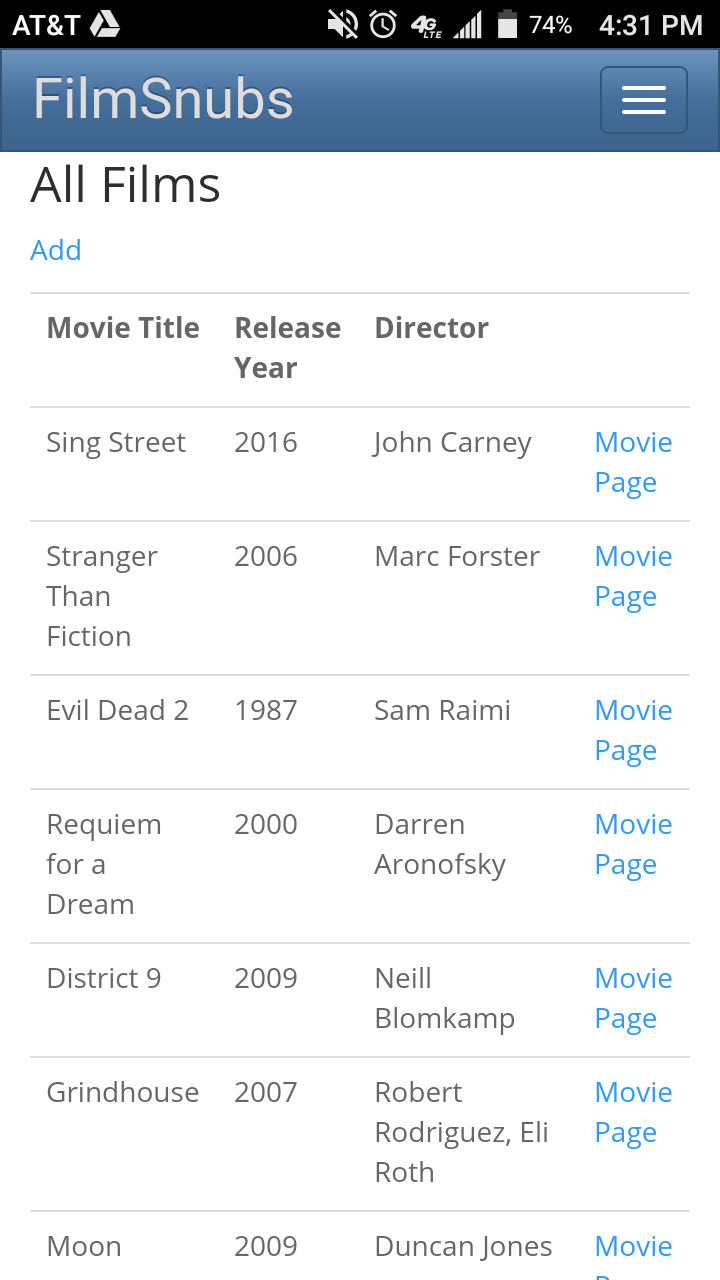 AT&T 4G LTE 74% 4:31 PM
FilmSnubs
All Films
Add
Movie Title Release Director
Year
Sing Street 2016 John Carney Movie
Page
Stranger 2006 Marc Forster Movie
Than Page
Fiction
Evil Dead 2 1987 Sam Raimi Movie
Page
Requiem 2000 Darren Movie
for a Aronofsky Page
Dream
District 9 2009 Neill Movie
Blomkamp Page
Grindhouse 2007 Robert Movie
Rodriguez, Eli Page
Roth
Moon 2009 Duncan Jones Movie